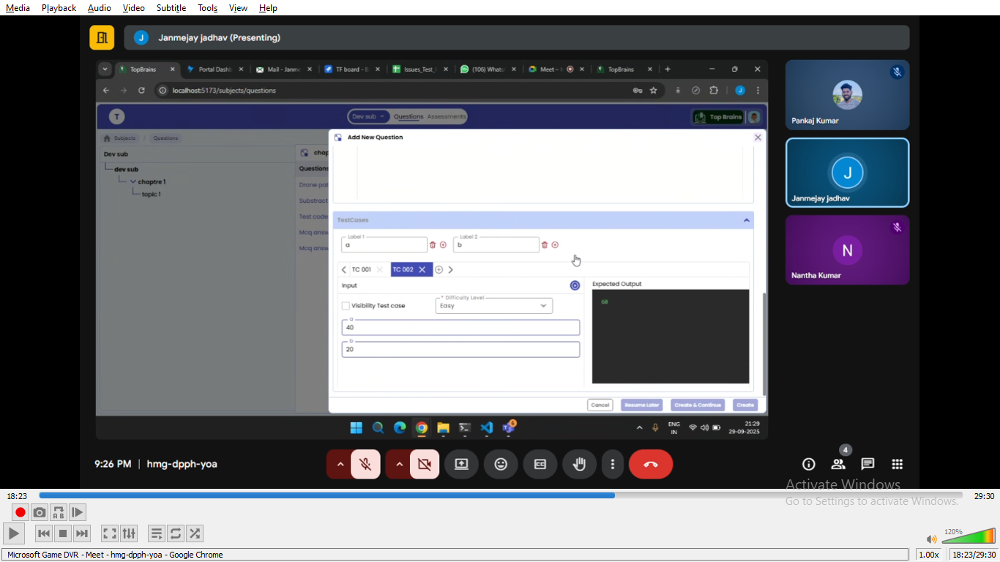 Media Playback Audio Video Subtitle Tools View Help
J Janmejay jadhav (Presenting)
TopBrains Portal Dashb Mail - Janme TF board - B Issues_Test_ (106) Whats Meet – TopBrains
localhost:5173/subjects/questions
T Dev sub Questions Assessments Top Brains
Subjects / Questions
Dev sub
dev sub
chaptre 1
topic 1
chap
Questions
Drone pat
Substract
Test code
Mcq answ
Mcq answ
Add New Question
TestCases
Label 1
a
Label 2
b
TC 001 TC 002
Input
Expected Output
Visibility Test case
* Difficulty Level
Easy
60
a
40
b
20
Cancel Resume Later Create & Continue Create
6
ENG
IN
21:29
29-09-2025
Pankaj Kumar
J
Janmejay jadhav
N
Nantha Kumar
9:26 PM | hmg-dpph-yoa
4
Activate Windows
Go to Settings to activate Windows.
18:23 29:30
A B
120%
Microsoft Game DVR - Meet - hmg-dpph-yoa - Google Chrome 1.00x 18:23/29:30